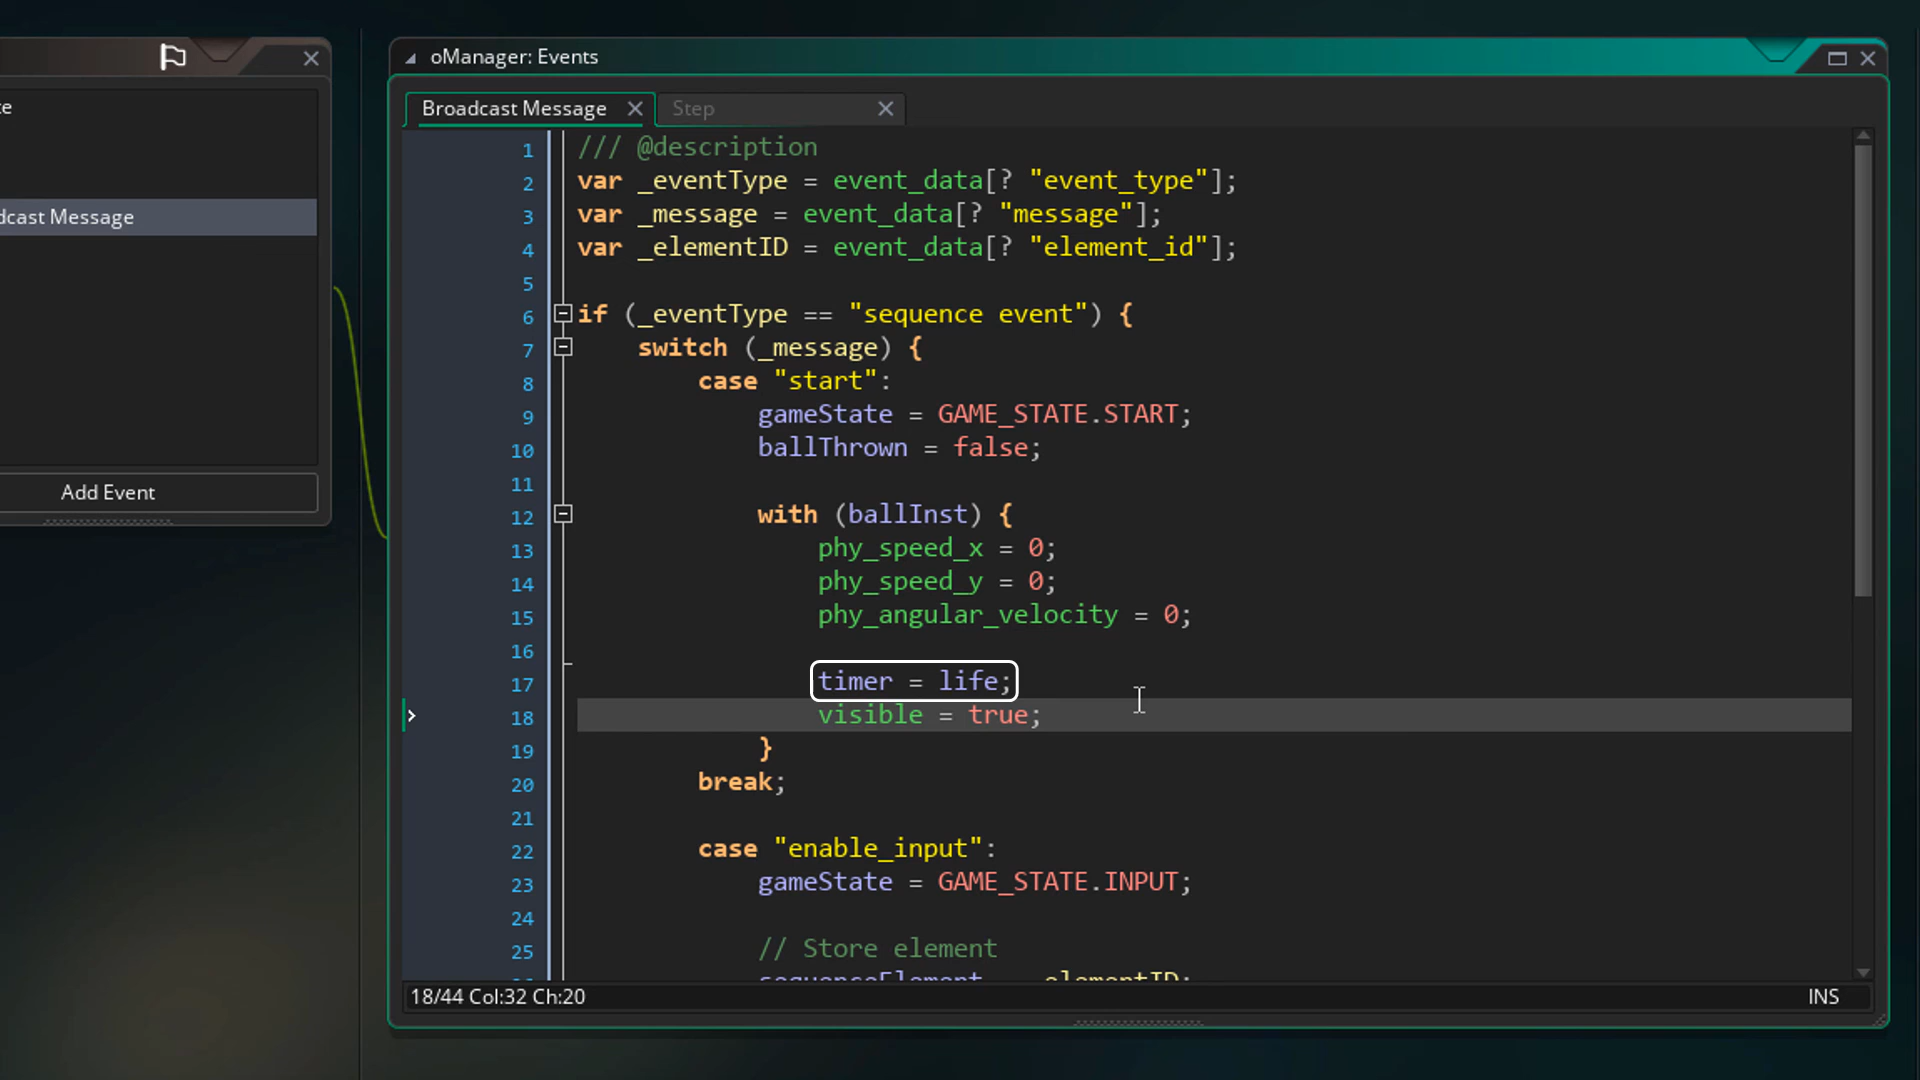 te
dcast Message
Add Event
oManager: Events
Broadcast Message
Step
1 /// @description
2 var _eventType = event_data[? "event_type"];
3 var _message = event_data[? "message"];
4 var _elementID = event_data[? "element_id"];
5
6 if (_eventType == "sequence event") {
7 switch (_message) {
8 case "start":
9 gameState = GAME_STATE.START;
10 ballThrown = false;
11
12 with (ballInst) {
13 phy_speed_x = 0;
14 phy_speed_y = 0;
15 phy_angular_velocity = 0;
16
17 timer = life;
18 visible = true;
19 }
20 break;
21
22 case "enable_input":
23 gameState = GAME_STATE.INPUT;
24
25 // Store element
sequenceElement = _elementID;
18/44 Col:32 Ch:20
INS